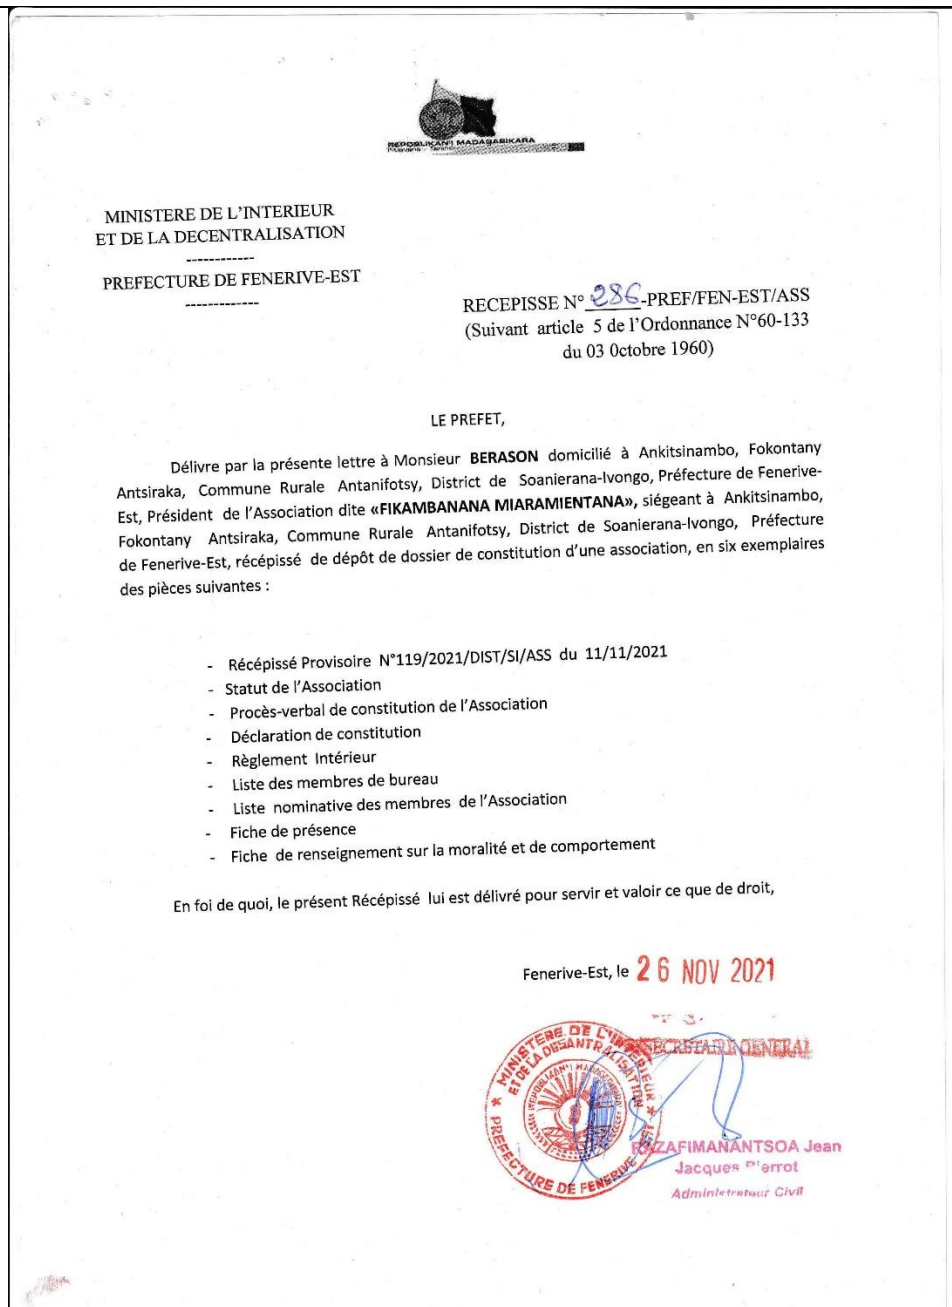 REPOBLIKAN'I MADAGASIKARA
MINISTERE DE L'INTERIEUR
ET DE LA DECENTRALISATION
------------
PREFECTURE DE FENERIVE-EST
-------------
RECEPISSE N° 286-PREF/FEN-EST/ASS
(Suivant article 5 de l'Ordonnance N°60-133
du 03 Octobre 1960)
LE PREFET,
Délivre par la présente lettre à Monsieur BERASON domicilié à Ankitsinambo, Fokontany
Antsiraka, Commune Rurale Antanifotsy, District de Soanierana-Ivongo, Préfecture de Fenerive-
Est, Président de l'Association dite «FIKAMBANANA MIARAMIENTANA», siégeant à Ankitsinambo,
Fokontany Antsiraka, Commune Rurale Antanifotsy, District de Soanierana-Ivongo, Préfecture
de Fenerive-Est, récépissé de dépôt de dossier de constitution d'une association, en six exemplaires
des pièces suivantes :
- Récépissé Provisoire N°119/2021/DIST/SI/ASS du 11/11/2021
- Statut de l'Association
- Procès-verbal de constitution de l'Association
- Déclaration de constitution
- Règlement Intérieur
- Liste des membres de bureau
- Liste nominative des membres de l'Association
- Fiche de présence
- Fiche de renseignement sur la moralité et de comportement
En foi de quoi, le présent Récépissé lui est délivré pour servir et valoir ce que de droit,
Fenerive-Est, le 26 NOV 2021
SECRETAIRE GENERAL
MINISTERE DE L'INTERIEUR
ET DE LA DESANTRALISATION
REPOBLIKAN'I MADAGASIKARA
PREFECTURE DE FENERIVE EST
RAZAFIMANANTSOA Jean
Jacques Pierrot
Administrateur Civil